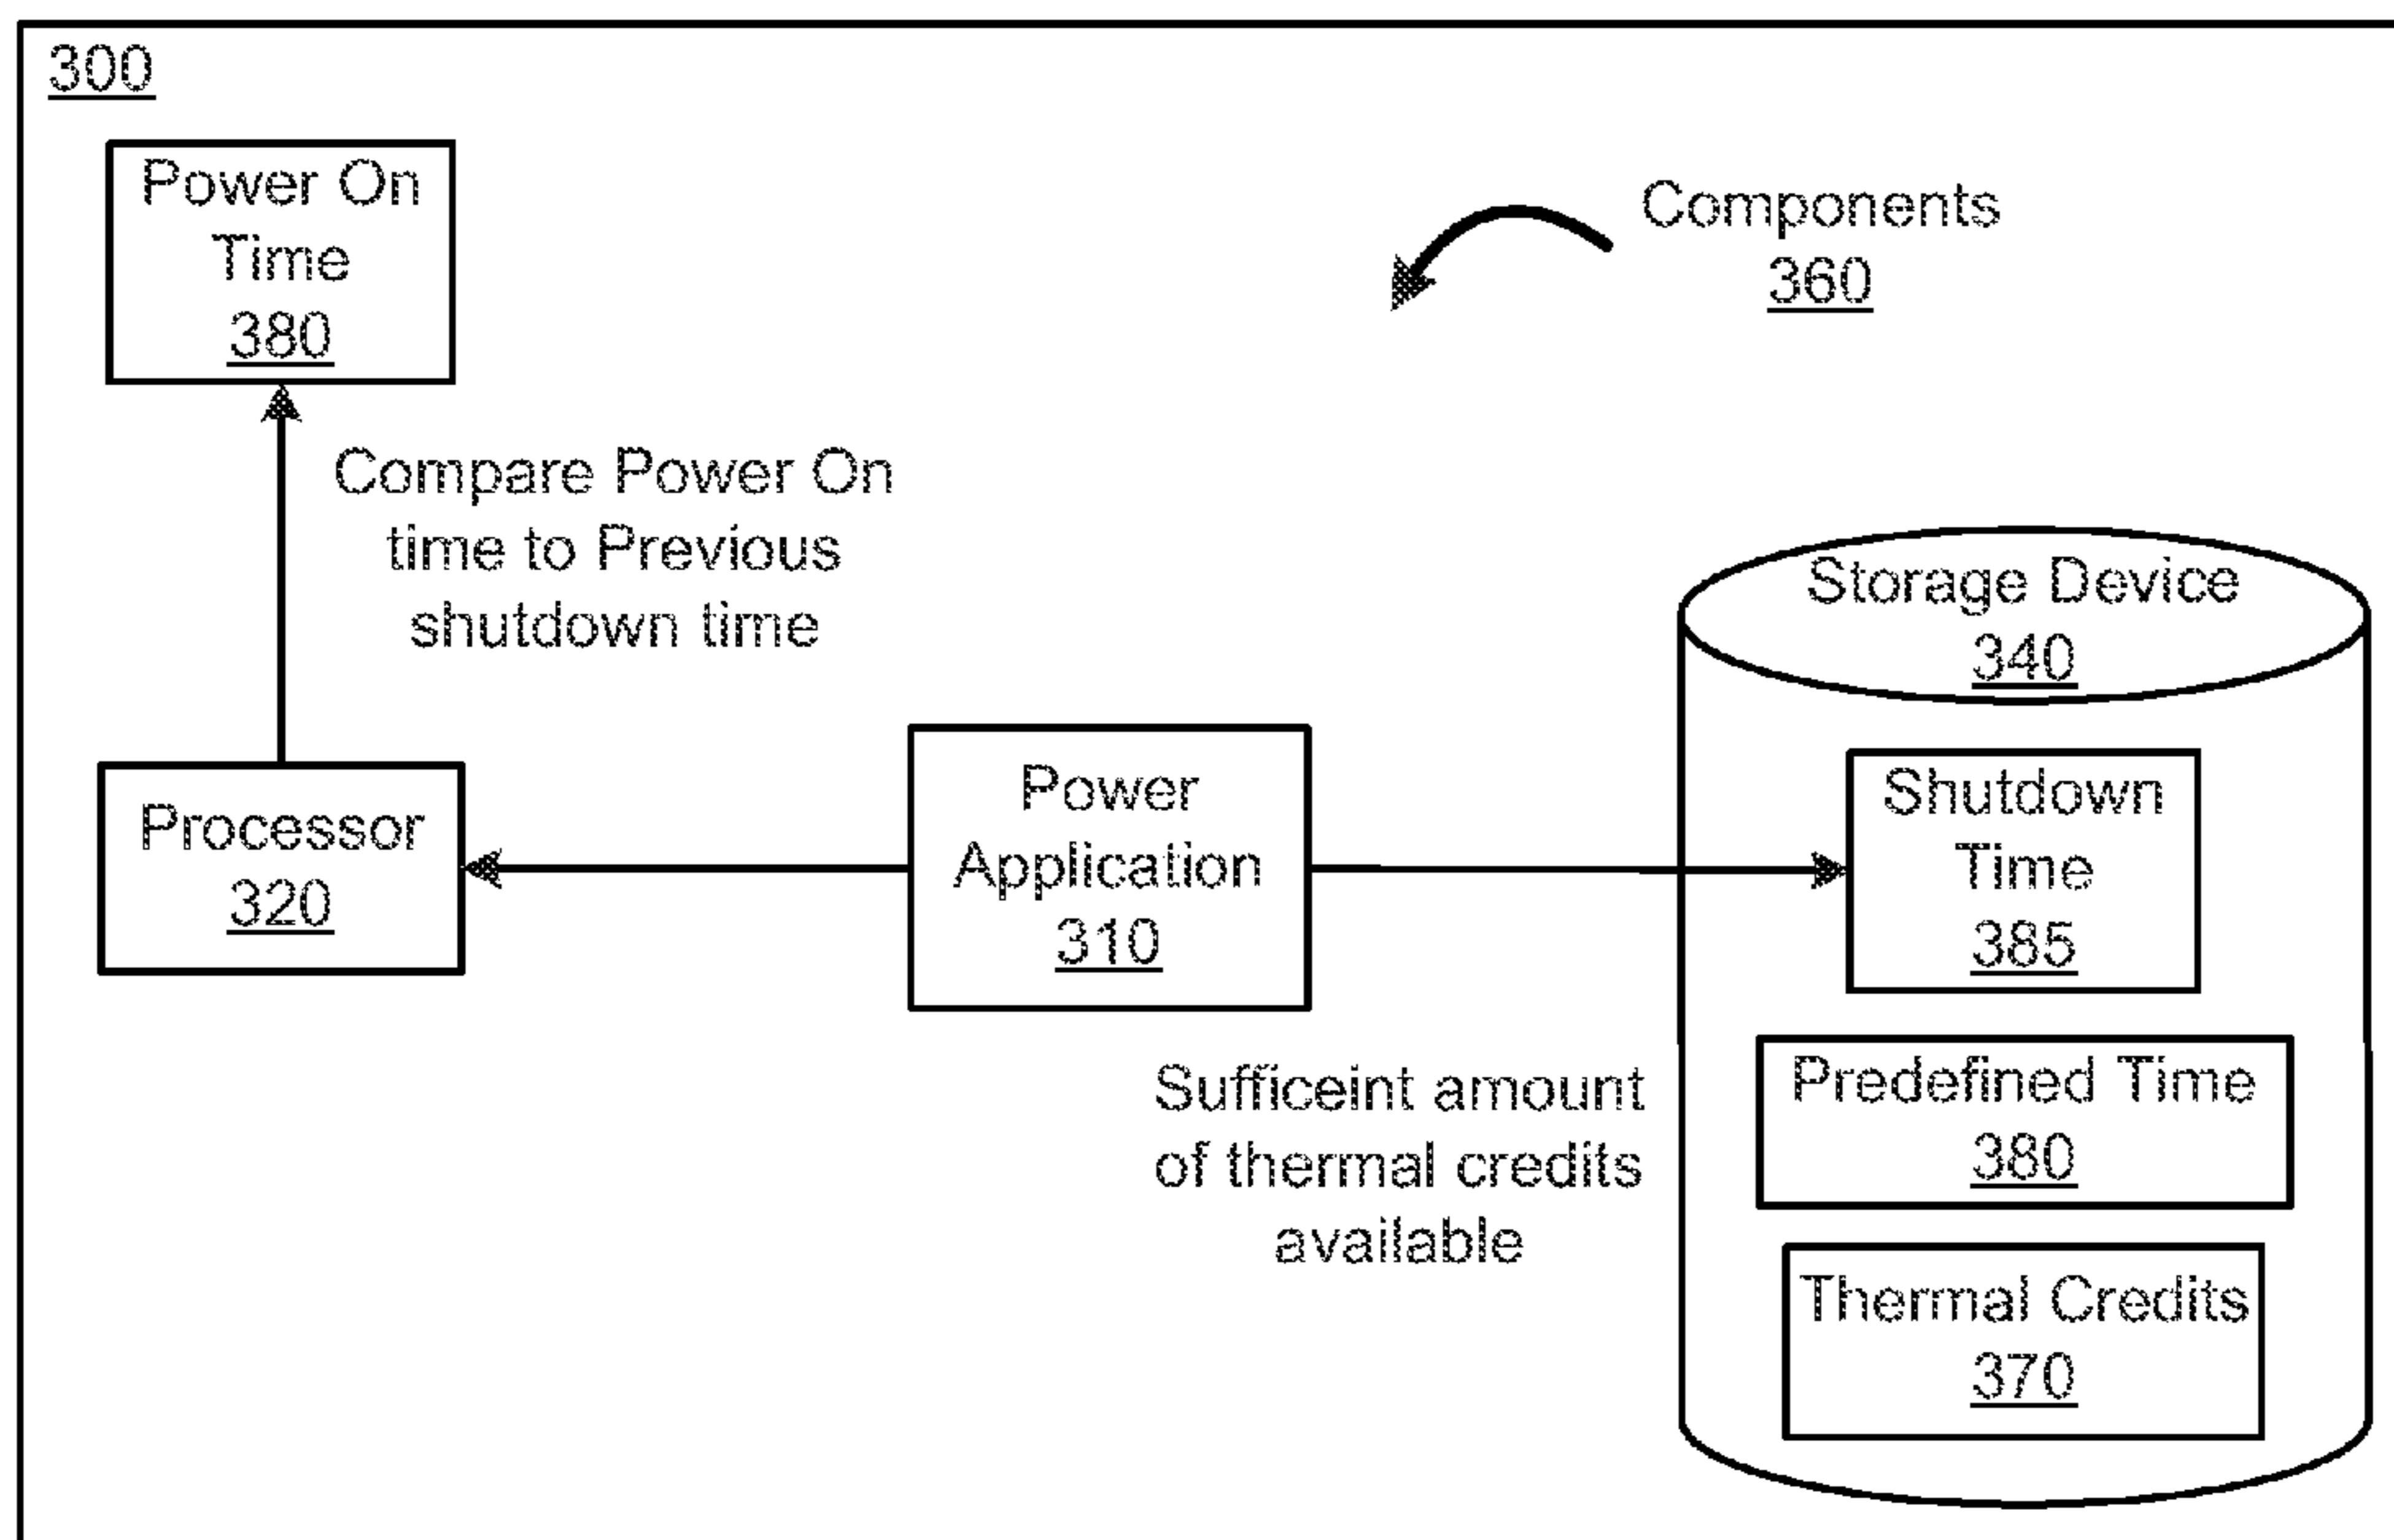 300
Power On
Time
380
Components
360
Compare Power On
time to Previous
shutdown time
Storage Device
340
Processor
320
Power
Application
310
Shutdown
Time
385
Sufficeint amount
of thermal credits
available
Predefined Time
380
Thermal Credits
370